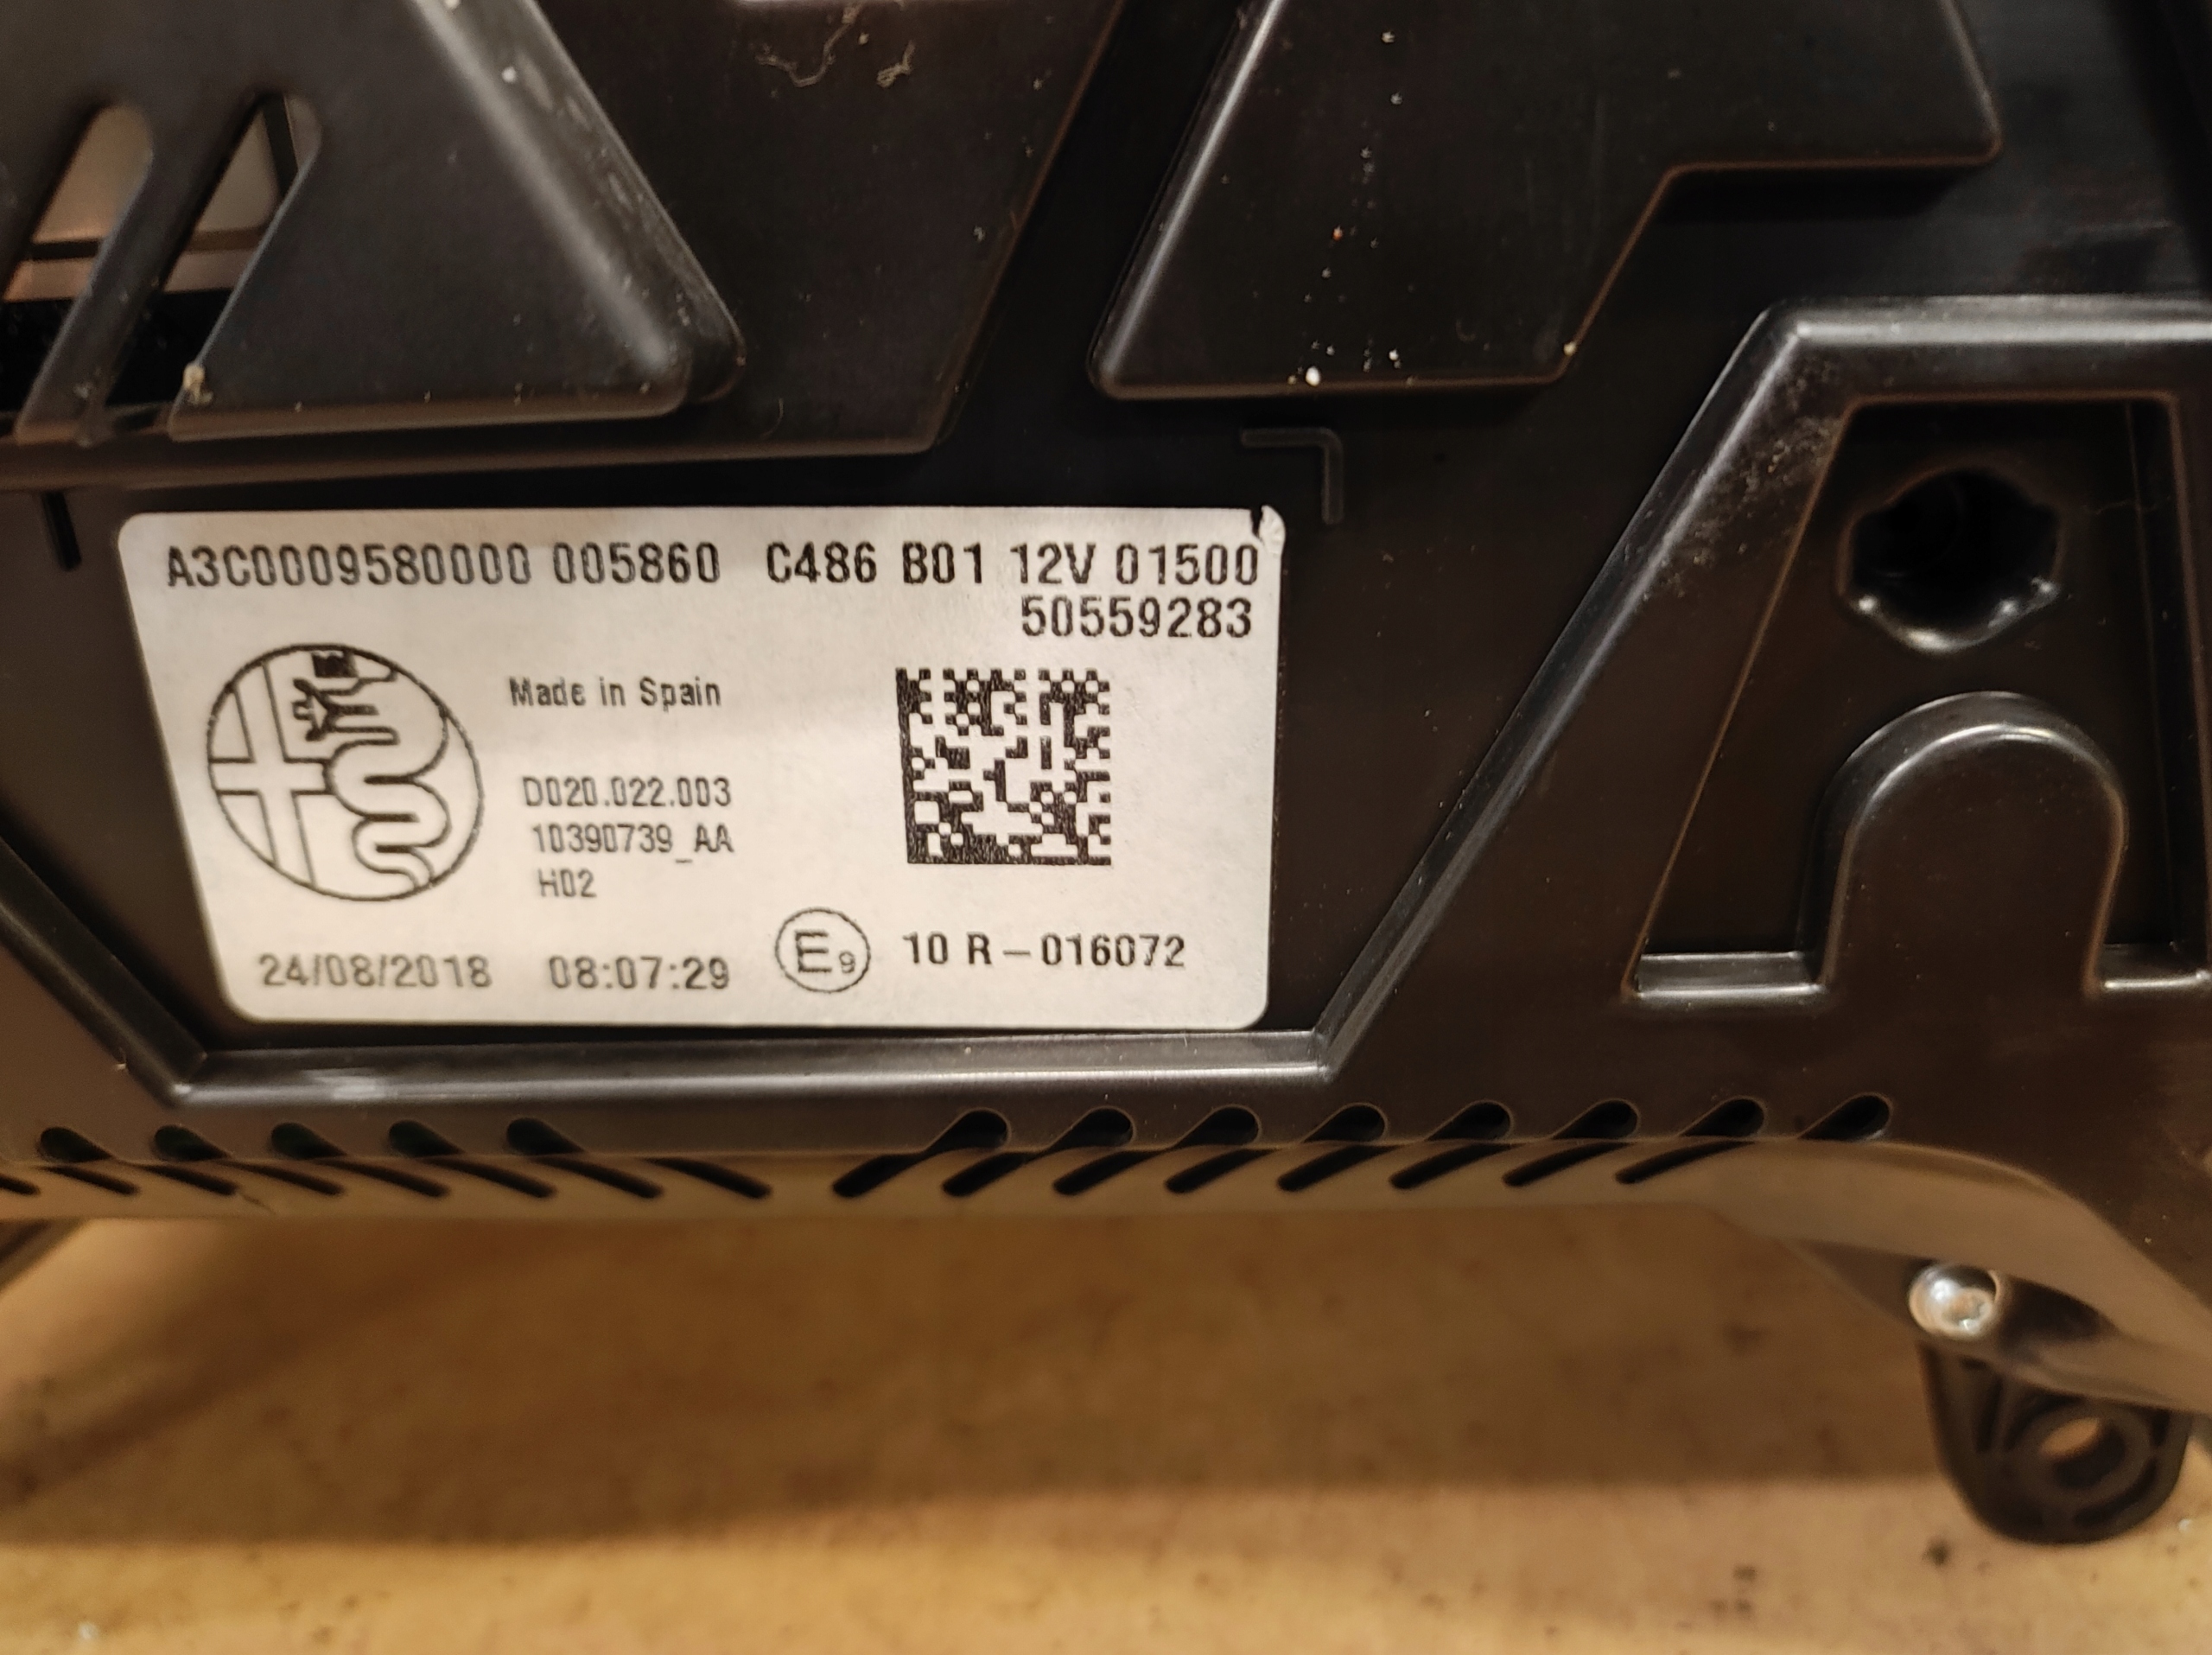 A3C0009580000 005860 C486 B01 12V 01500
50559283
Made in Spain
D020.022.003
10390739_AA
H02
24/08/2018 08:07:29 E9 10 R-016072